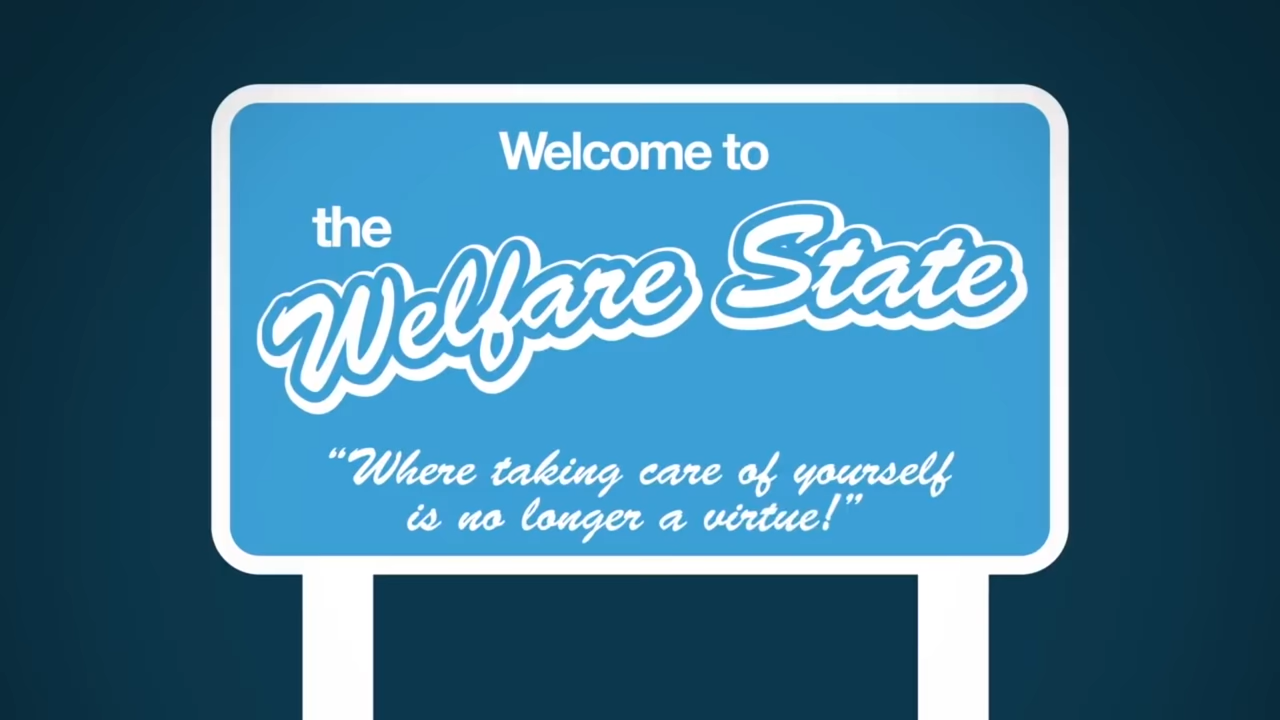 Welcome to
the
Welfare State
“Where taking care of yourself
is no longer a virtue!”